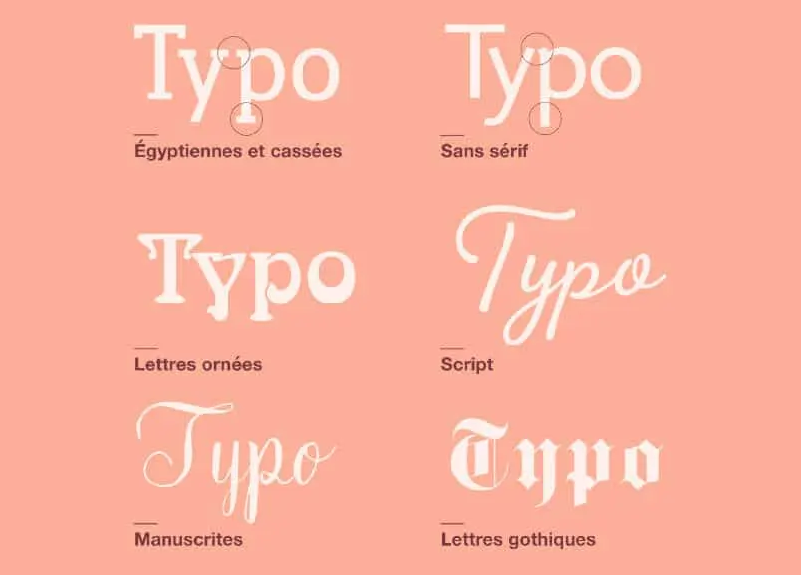 Typo
Typo
Égyptiennes et cassées
Sans sérif
Typo
Typo
Lettres ornées
Script
Typo
Typo
Manuscrites
Lettres gothiques